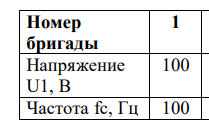 Номер 1
бригады
Напряжение 100
U1, В
Частота fc, Гц 100